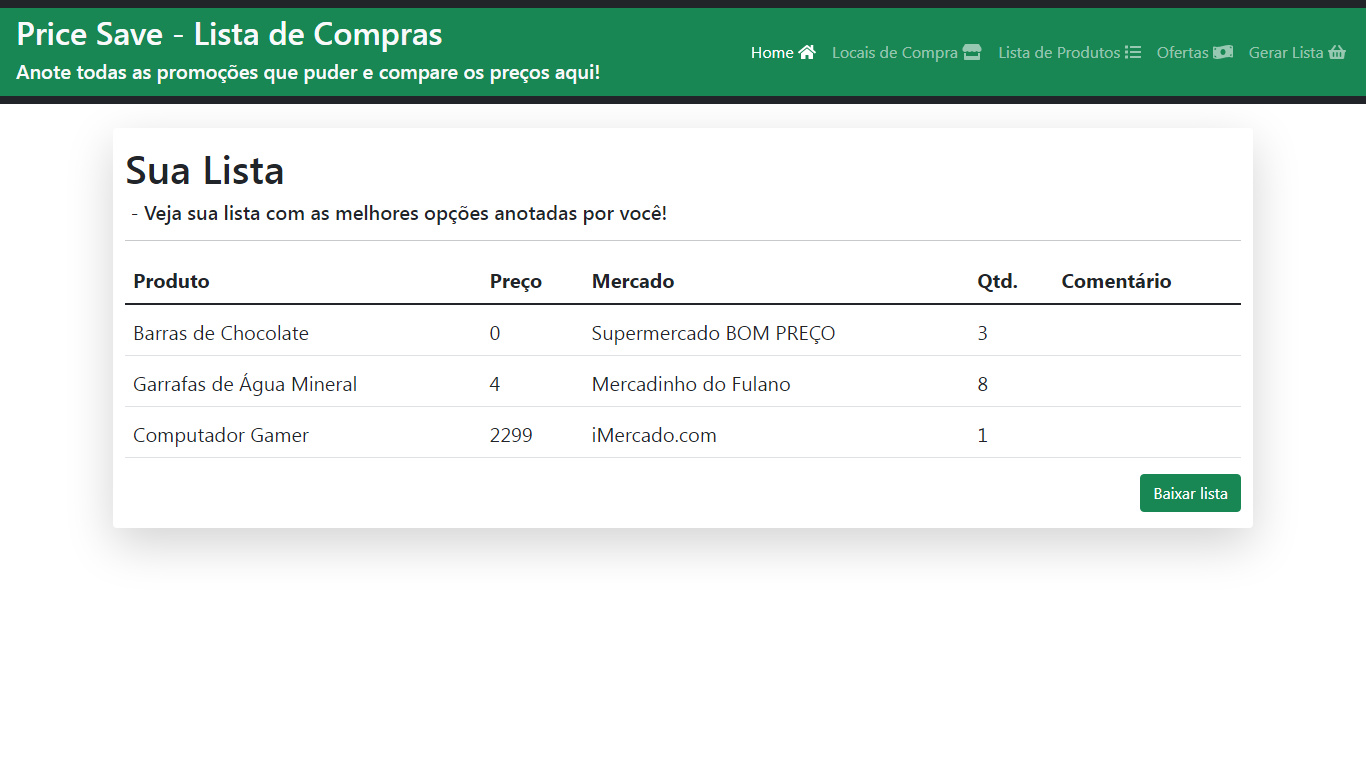 Price Save - Lista de Compras
Anote todas as promoções que puder e compare os preços aqui!
Home Locais de Compra Lista de Produtos Ofertas Gerar Lista
Sua Lista
- Veja sua lista com as melhores opções anotadas por você!
Produto Preço Mercado Qtd. Comentário
Barras de Chocolate 0 Supermercado BOM PREÇO 3
Garrafas de Água Mineral 4 Mercadinho do Fulano 8
Computador Gamer 2299 iMercado.com 1
Baixar lista